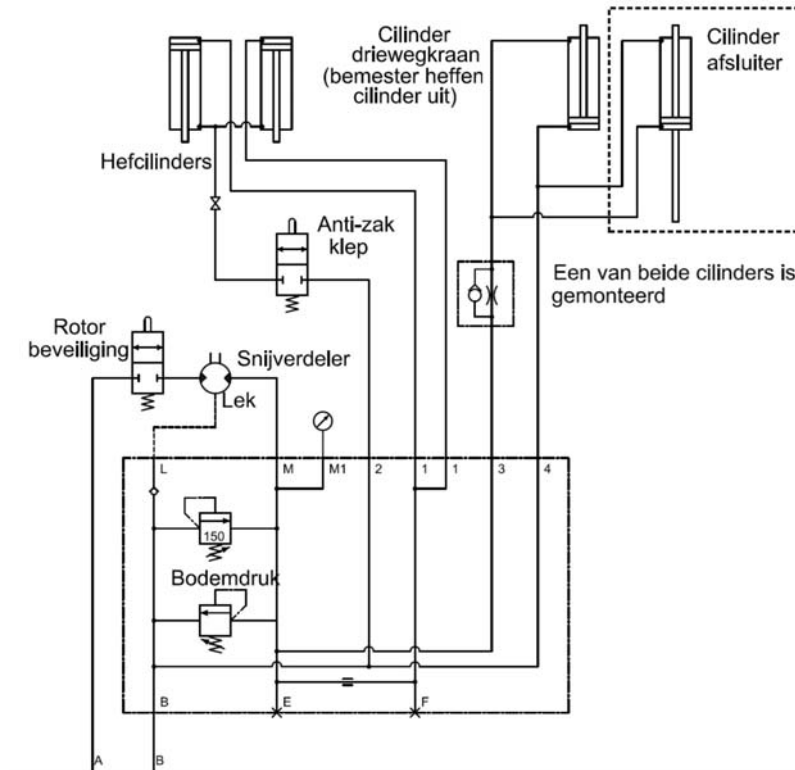 Cilinder
driewegkraan
(bemester heffen
cilinder uit)
Cilinder
afsluiter
Hefcilinders
Anti-zak
klep
Een van beide cilinders is
gemonteerd
Rotor
beveiliging
Snijverdeler
Lek
L M M1 2 1 1 3 4
150
Bodemdruk
B E F
A B